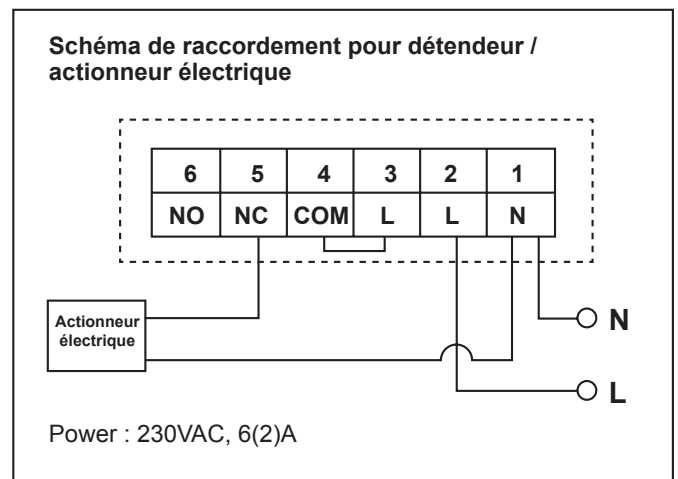 Schéma de raccordement pour détendeur /
actionneur électrique
6 5 4 3 2 1
NO NC COM L L N
Actionneur
électrique
N
L
Power : 230VAC, 6(2)A